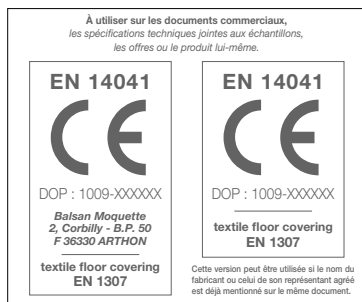 À utiliser sur les documents commerciaux,
les spécifications techniques jointes aux échantillons,
les offres ou le produit lui-même.
EN 14041
CE
DOP : 1009-XXXXXX
Balsan Moquette
2, Corbilly - B.P. 50
F 36330 ARTHON
textile floor covering
EN 1307
EN 14041
CE
DOP : 1009-XXXXXX
textile floor covering
EN 1307
Cette version peut être utilisée si le nom du
fabricant ou celui de son représentant agréé
est déjà mentionné sur le même document.